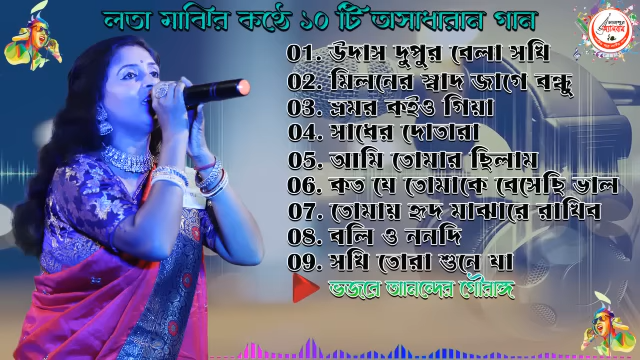 লতা মাঝির কন্ঠে ১০ টি অসাধারান গান
01. উদাস দুপুর বেলা সখি
02. মিলনের স্বাদ জাগে বন্ধু
03. ভ্রমর কইও গিয়া
04. সাধের দোতারা
05. আমি তোমার ছিলাম
06. কত যে তোমাকে বেসেছি ভাল
07. তোমায় হৃদ মাঝারে রাখিব
08. বলি ও ননদি
09. সখি তোরা শুনে যা
ভজরে আনন্দের গৌরাঙ্গ